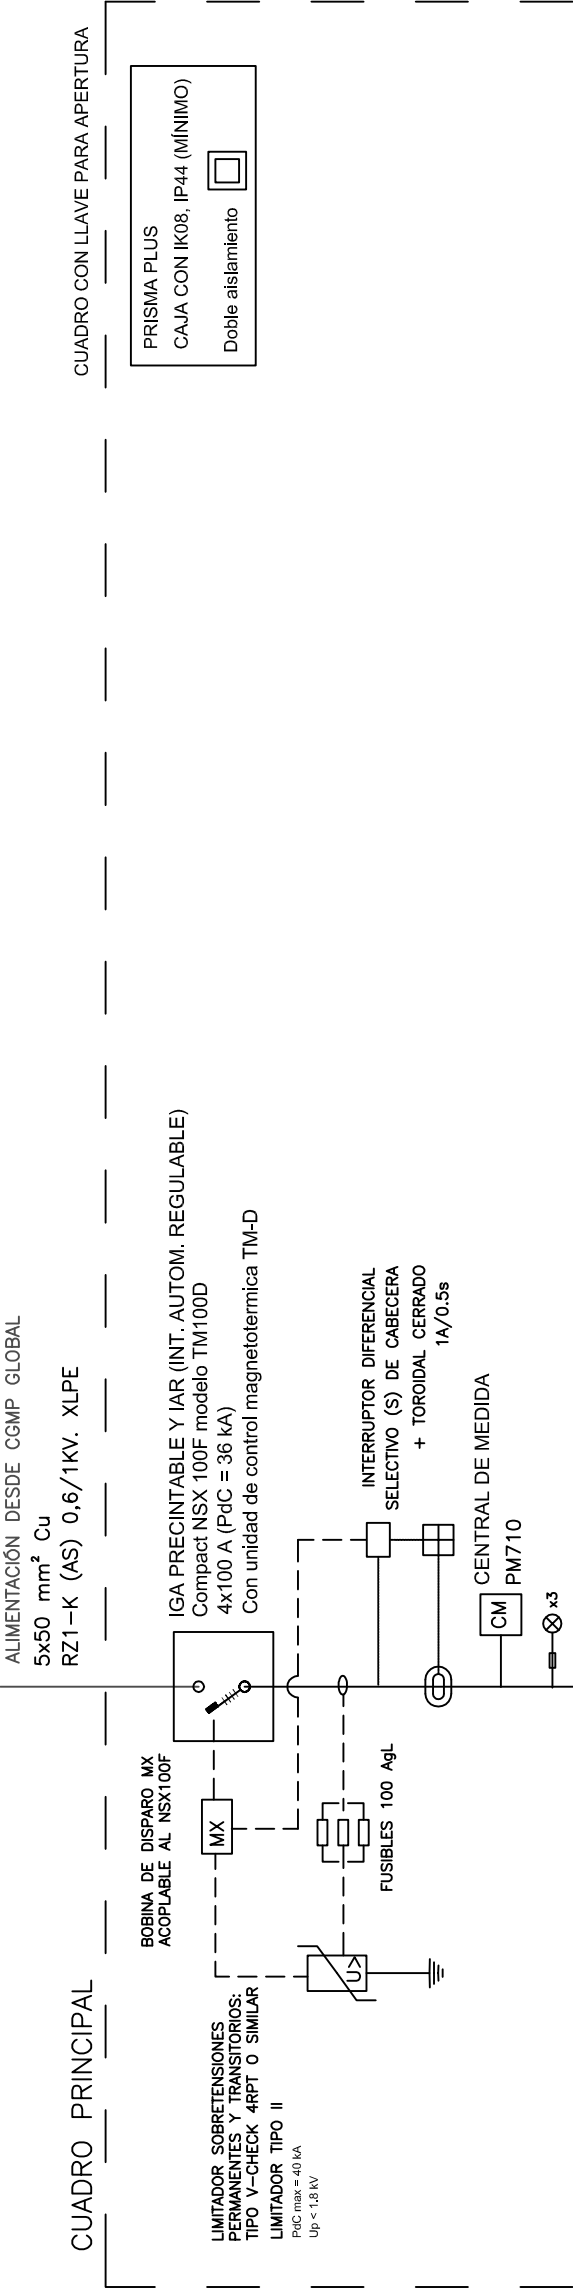 CUADRO PRINCIPAL
ALIMENTACIÓN DESDE CGMP GLOBAL
5x50 mm² Cu
RZ1-K (AS) 0,6/1KV. XLPE
CUADRO CON LLAVE PARA APERTURA
PRISMA PLUS
CAJA CON IK08, IP44 (MÍNIMO)
Doble aislamiento
BOBINA DE DISPARO MX
ACOPLABLE AL NSX100F
MX
IGA PRECINTABLE Y IAR (INT. AUTOM. REGULABLE)
Compact NSX 100F modelo TM100D
4x100 A (PdC = 36 kA)
Con unidad de control magnetotermica TM-D
LIMITADOR SOBRETENSIONES
PERMANENTES Y TRANSITORIOS:
TIPO V-CHECK 4RPT O SIMILAR
LIMITADOR TIPO II
PdC max = 40 kA
Up < 1.8 kV
U>
FUSIBLES 100 AgL
INTERRUPTOR DIFERENCIAL
SELECTIVO (S) DE CABECERA
+ TOROIDAL CERRADO
1A/0.5s
CENTRAL DE MEDIDA
PM710
CM
x3